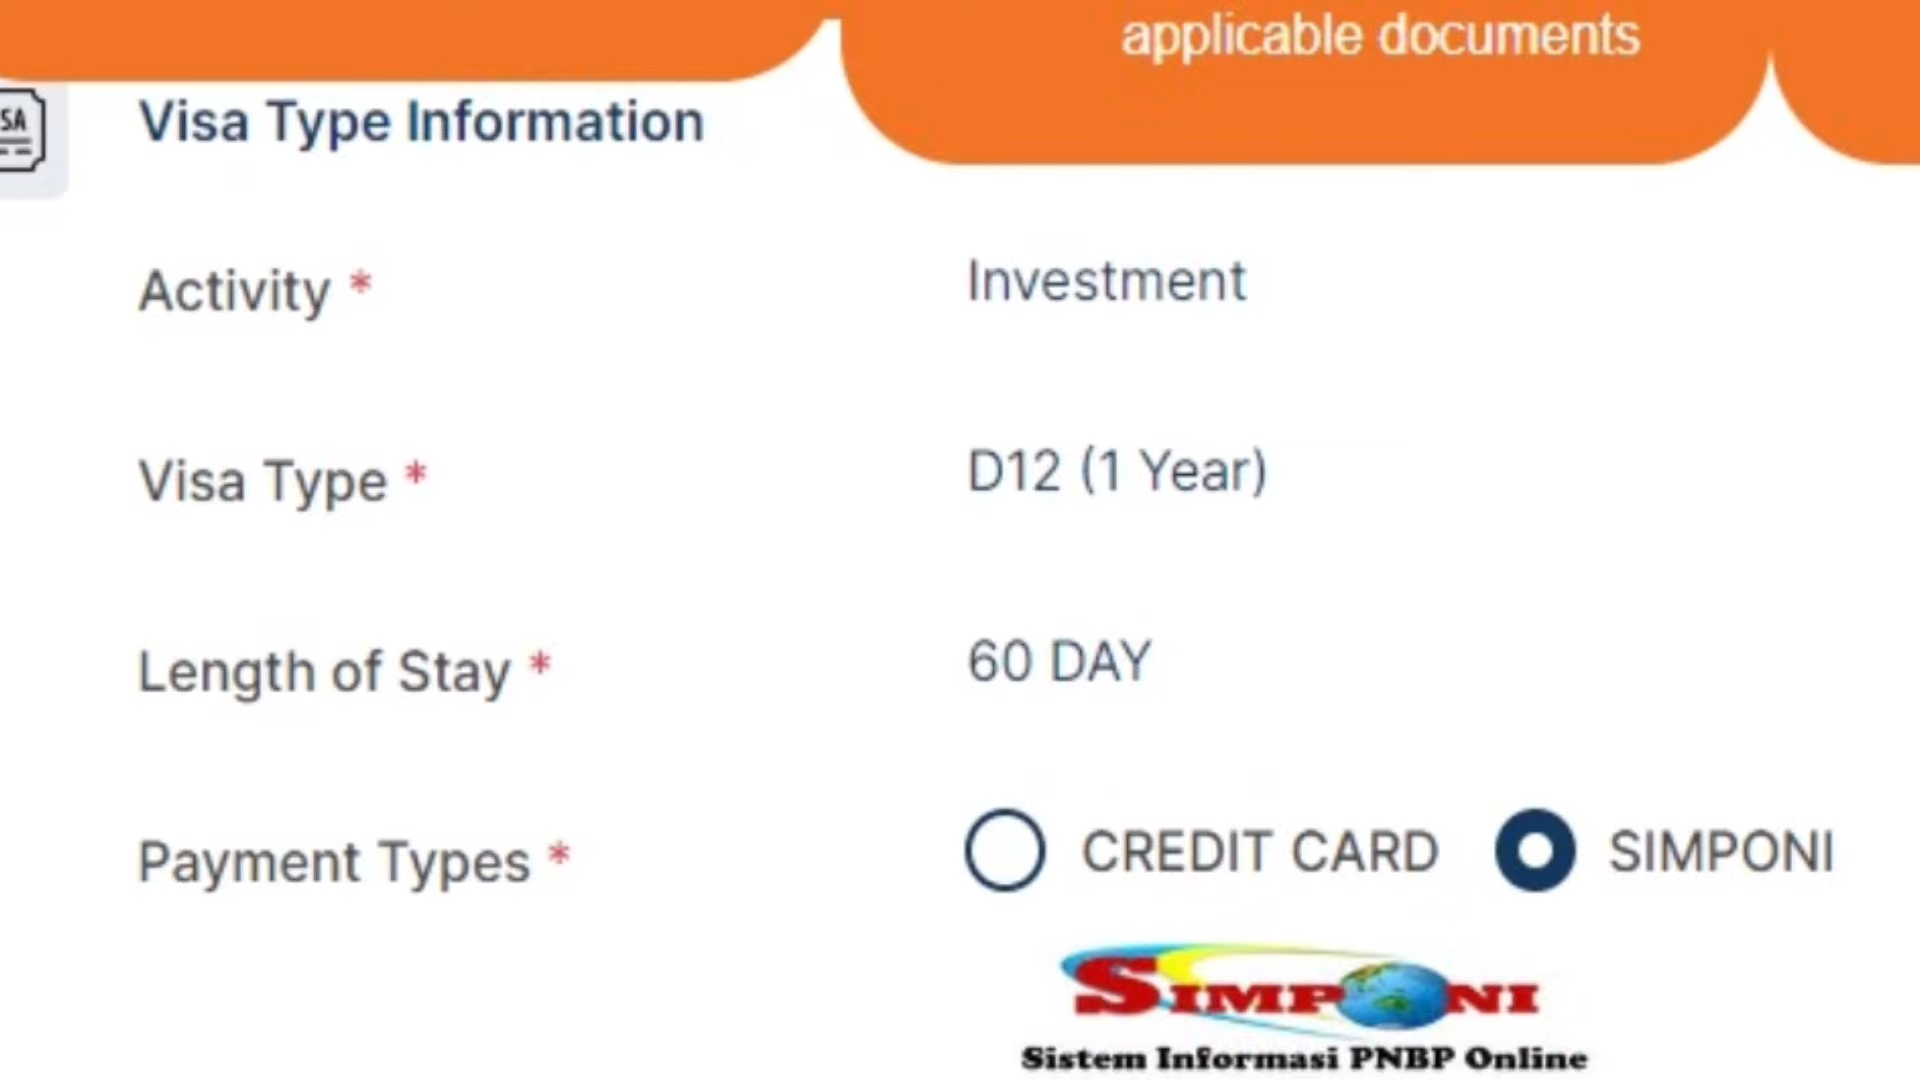 applicable documents
SA
Visa Type Information
Activity *
Investment
Visa Type *
D12 (1 Year)
Length of Stay *
60 DAY
Payment Types *
CREDIT CARD
SIMPONI
SIMPONI
Sistem Informasi PNBP Online